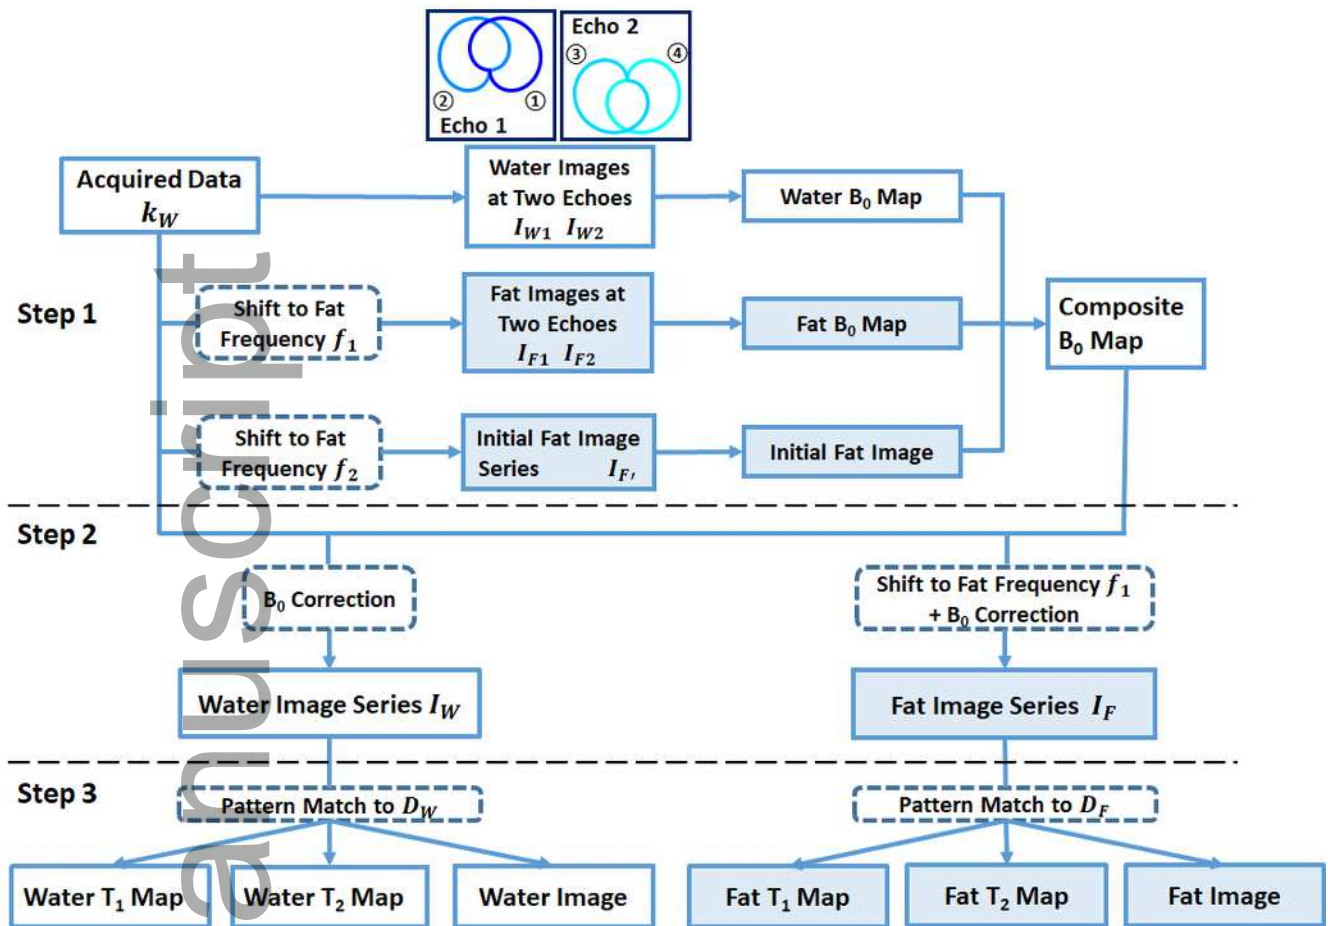 Echo 2
③ ④
② ①
Echo 1
Acquired Data
k_W
Water Images
at Two Echoes
I_W1 I_W2
Water B₀ Map
Step 1
Shift to Fat
Frequency f₁
Fat Images at
Two Echoes
I_F1 I_F2
Fat B₀ Map
Composite
B₀ Map
Shift to Fat
Frequency f₂
Initial Fat Image
Series I_F′
Initial Fat Image
Step 2
B₀ Correction
Shift to Fat Frequency f₁
+ B₀ Correction
Water Image Series I_W
Fat Image Series I_F
Step 3
Pattern Match to D_W
Pattern Match to D_F
Water T₁ Map
Water T₂ Map
Water Image
Fat T₁ Map
Fat T₂ Map
Fat Image
anuscript